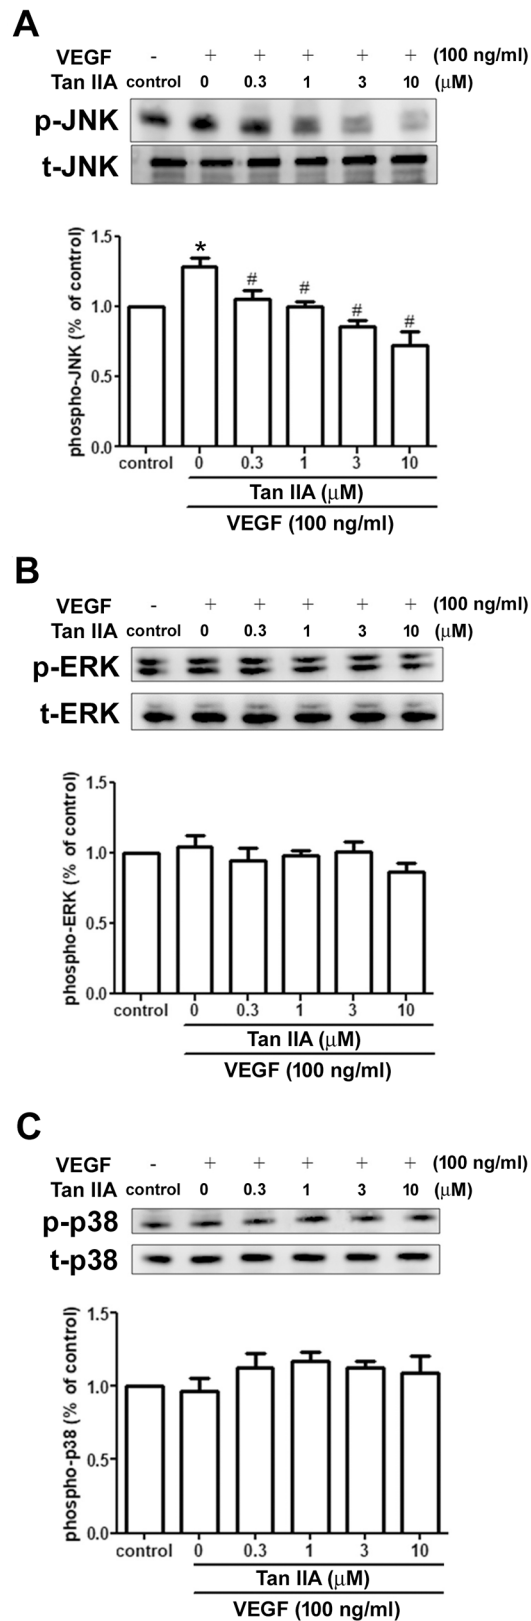 A
VEGF - + + + + + (100 ng/ml)
Tan IIA control 0 0.3 1 3 10 (μM)
p-JNK
t-JNK
phospho-JNK (% of control)
1.5
*
#
#
#
#
1.0
0.5
0.0
control 0 0.3 1 3 10
Tan IIA (μM)
VEGF (100 ng/ml)
B
VEGF - + + + + + (100 ng/ml)
Tan IIA control 0 0.3 1 3 10 (μM)
p-ERK
t-ERK
phospho-ERK (% of control)
1.5
1.0
0.5
0.0
control 0 0.3 1 3 10
Tan IIA (μM)
VEGF (100 ng/ml)
C
VEGF - + + + + + (100 ng/ml)
Tan IIA control 0 0.3 1 3 10 (μM)
p-p38
t-p38
phospho-p38 (% of control)
1.5
1.0
0.5
0.0
control 0 0.3 1 3 10
Tan IIA (μM)
VEGF (100 ng/ml)